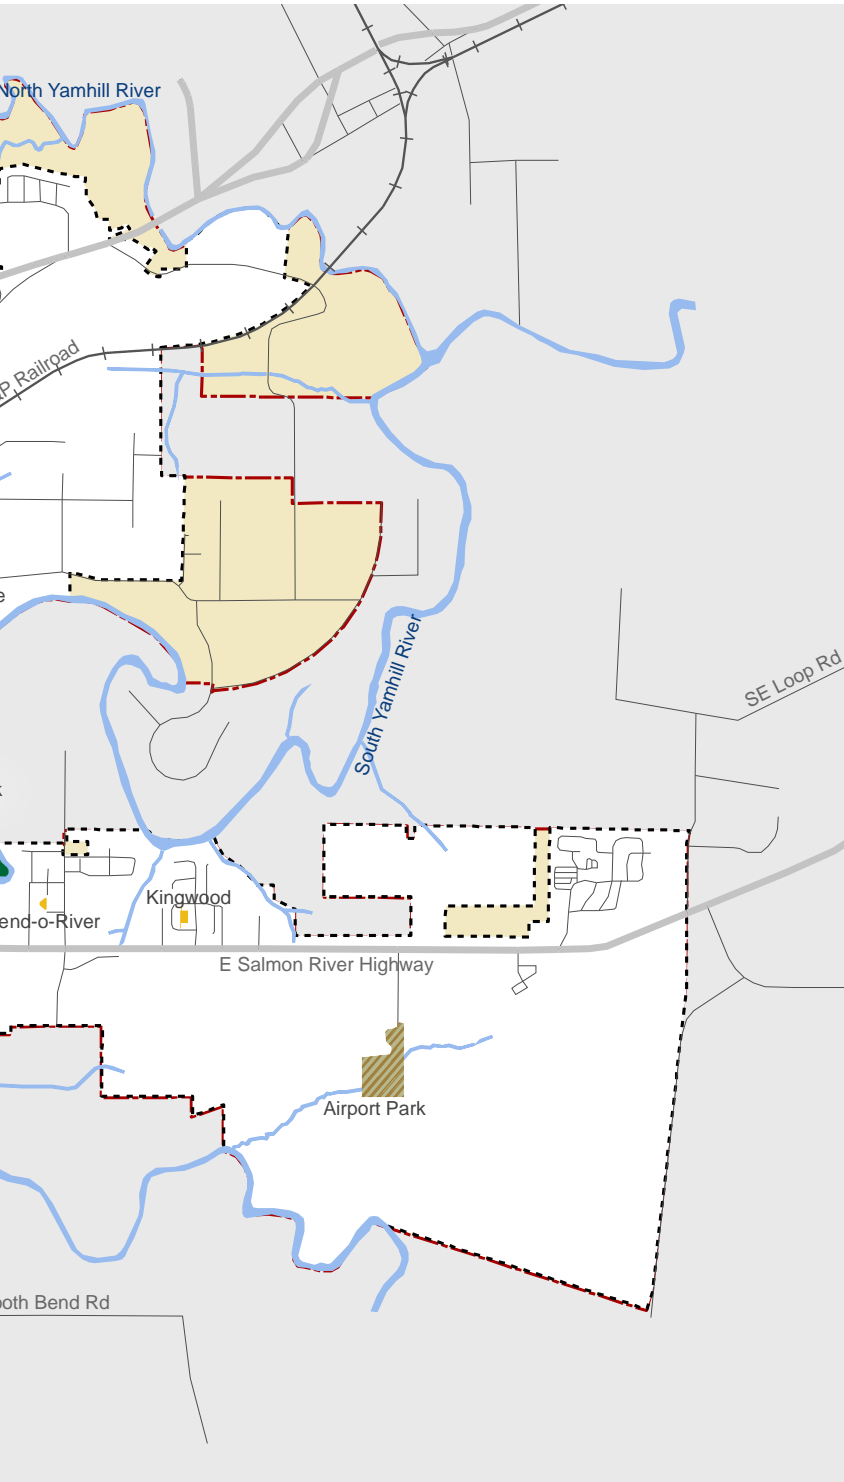 North Yamhill River
P Railroad
e
South Yamhill River
SE Loop Rd
k
Kingwood
end-o-River
E Salmon River Highway
Airport Park
ooth Bend Rd